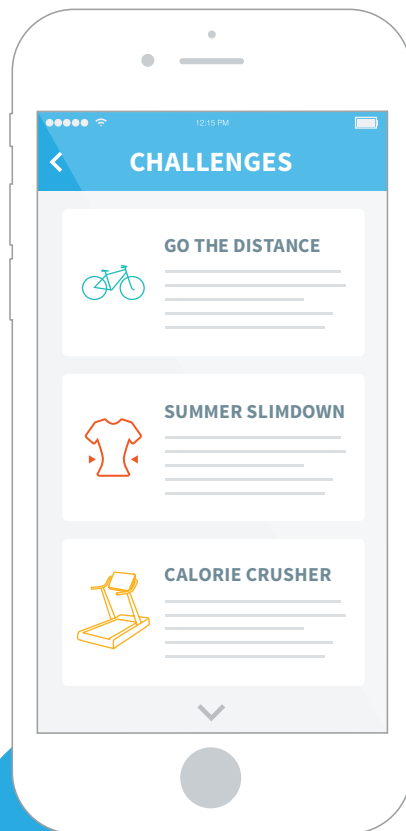 12:15 PM
CHALLENGES
GO THE DISTANCE
SUMMER SLIMDOWN
CALORIE CRUSHER